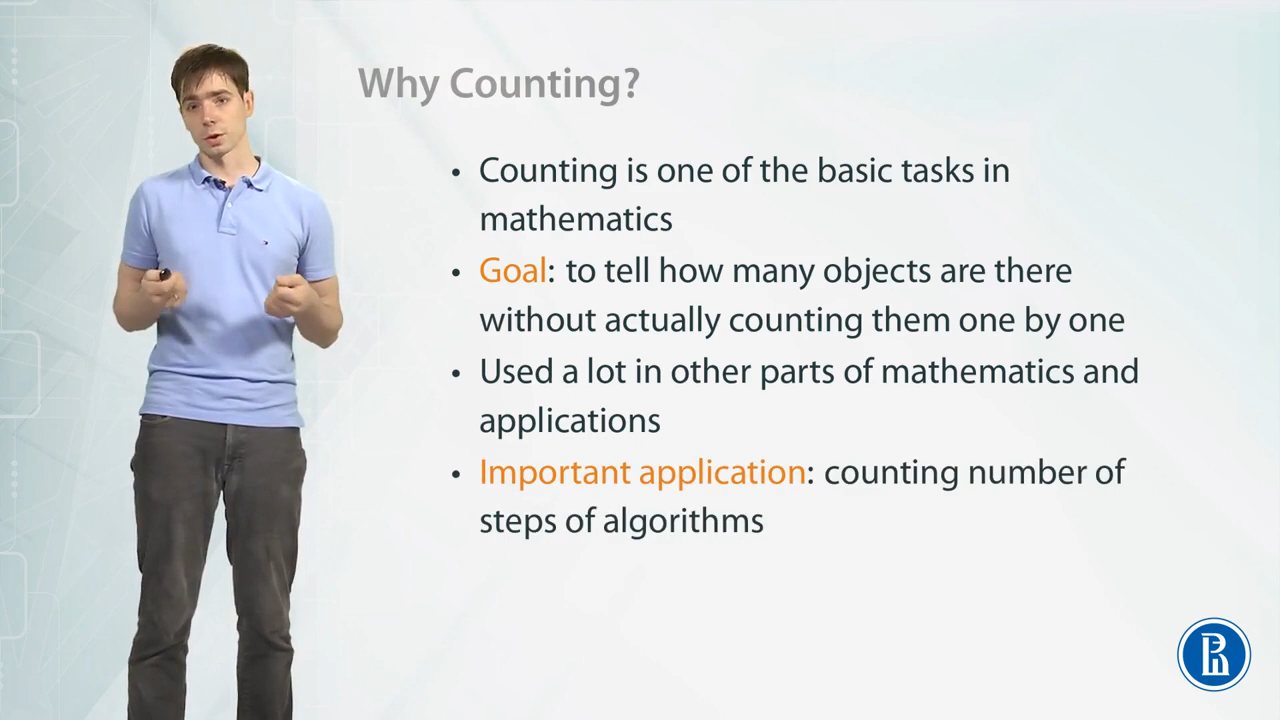 Why Counting?
• Counting is one of the basic tasks in
mathematics
• Goal: to tell how many objects are there
without actually counting them one by one
• Used a lot in other parts of mathematics and
applications
• Important application: counting number of
steps of algorithms